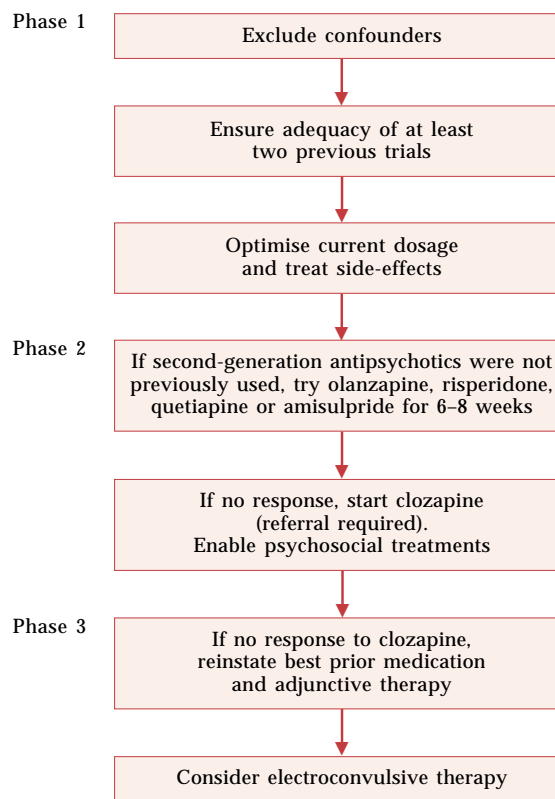 Phase 1
Exclude confounders
Ensure adequacy of at least
two previous trials
Optimise current dosage
and treat side-effects
Phase 2
If second-generation antipsychotics were not
previously used, try olanzapine, risperidone,
quetiapine or amisulpride for 6–8 weeks
If no response, start clozapine
(referral required).
Enable psychosocial treatments
Phase 3
If no response to clozapine,
reinstate best prior medication
and adjunctive therapy
Consider electroconvulsive therapy